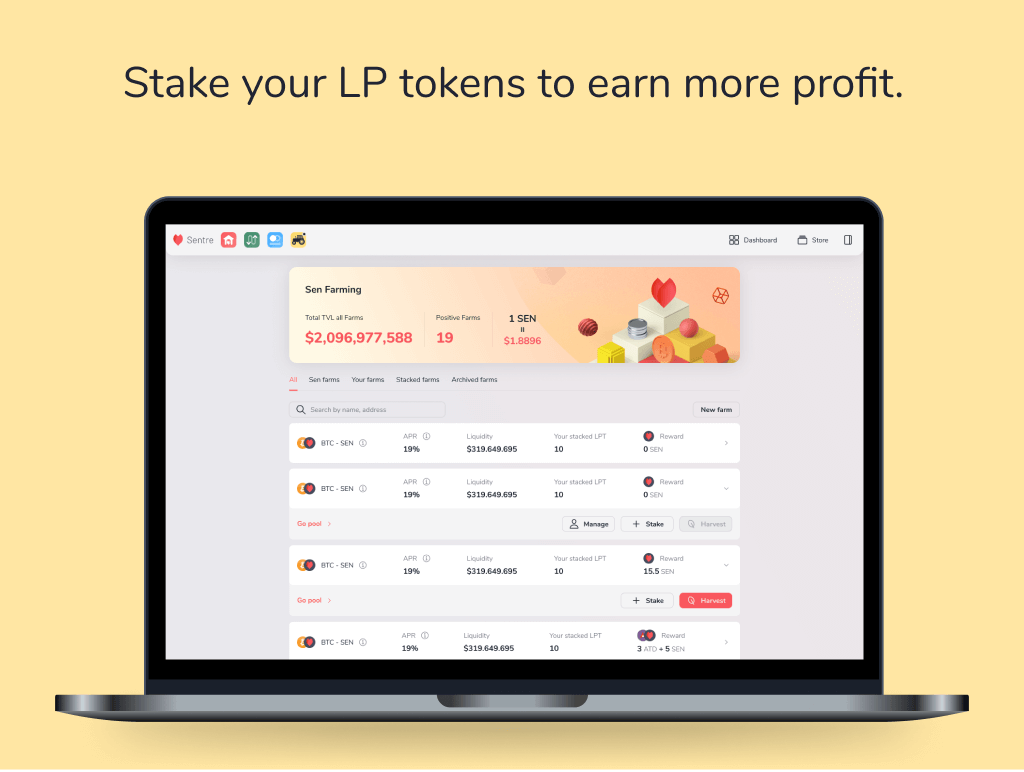 Stake your LP tokens to earn more profit.
Sentre
Dashboard
Store
Sen Farming
Total TVL all Farms
$2,096,977,588
Positive Farms
19
1 SEN
=
$1.8896
All Sen farms Your farms Stacked farms Archived farms
Search by name, address
New farm
BTC - SEN
APR
19%
Liquidity
$319.649.695
Your stacked LPT
10
Reward
0 SEN
BTC - SEN
APR
19%
Liquidity
$319.649.695
Your stacked LPT
10
Reward
0 SEN
Go pool >
Manage
+ Stake
Harvest
BTC - SEN
APR
19%
Liquidity
$319.649.695
Your stacked LPT
10
Reward
15.5 SEN
Go pool >
+ Stake
Harvest
BTC - SEN
APR
19%
Liquidity
$319.649.695
Your stacked LPT
10
Reward
3 ATD + 5 SEN